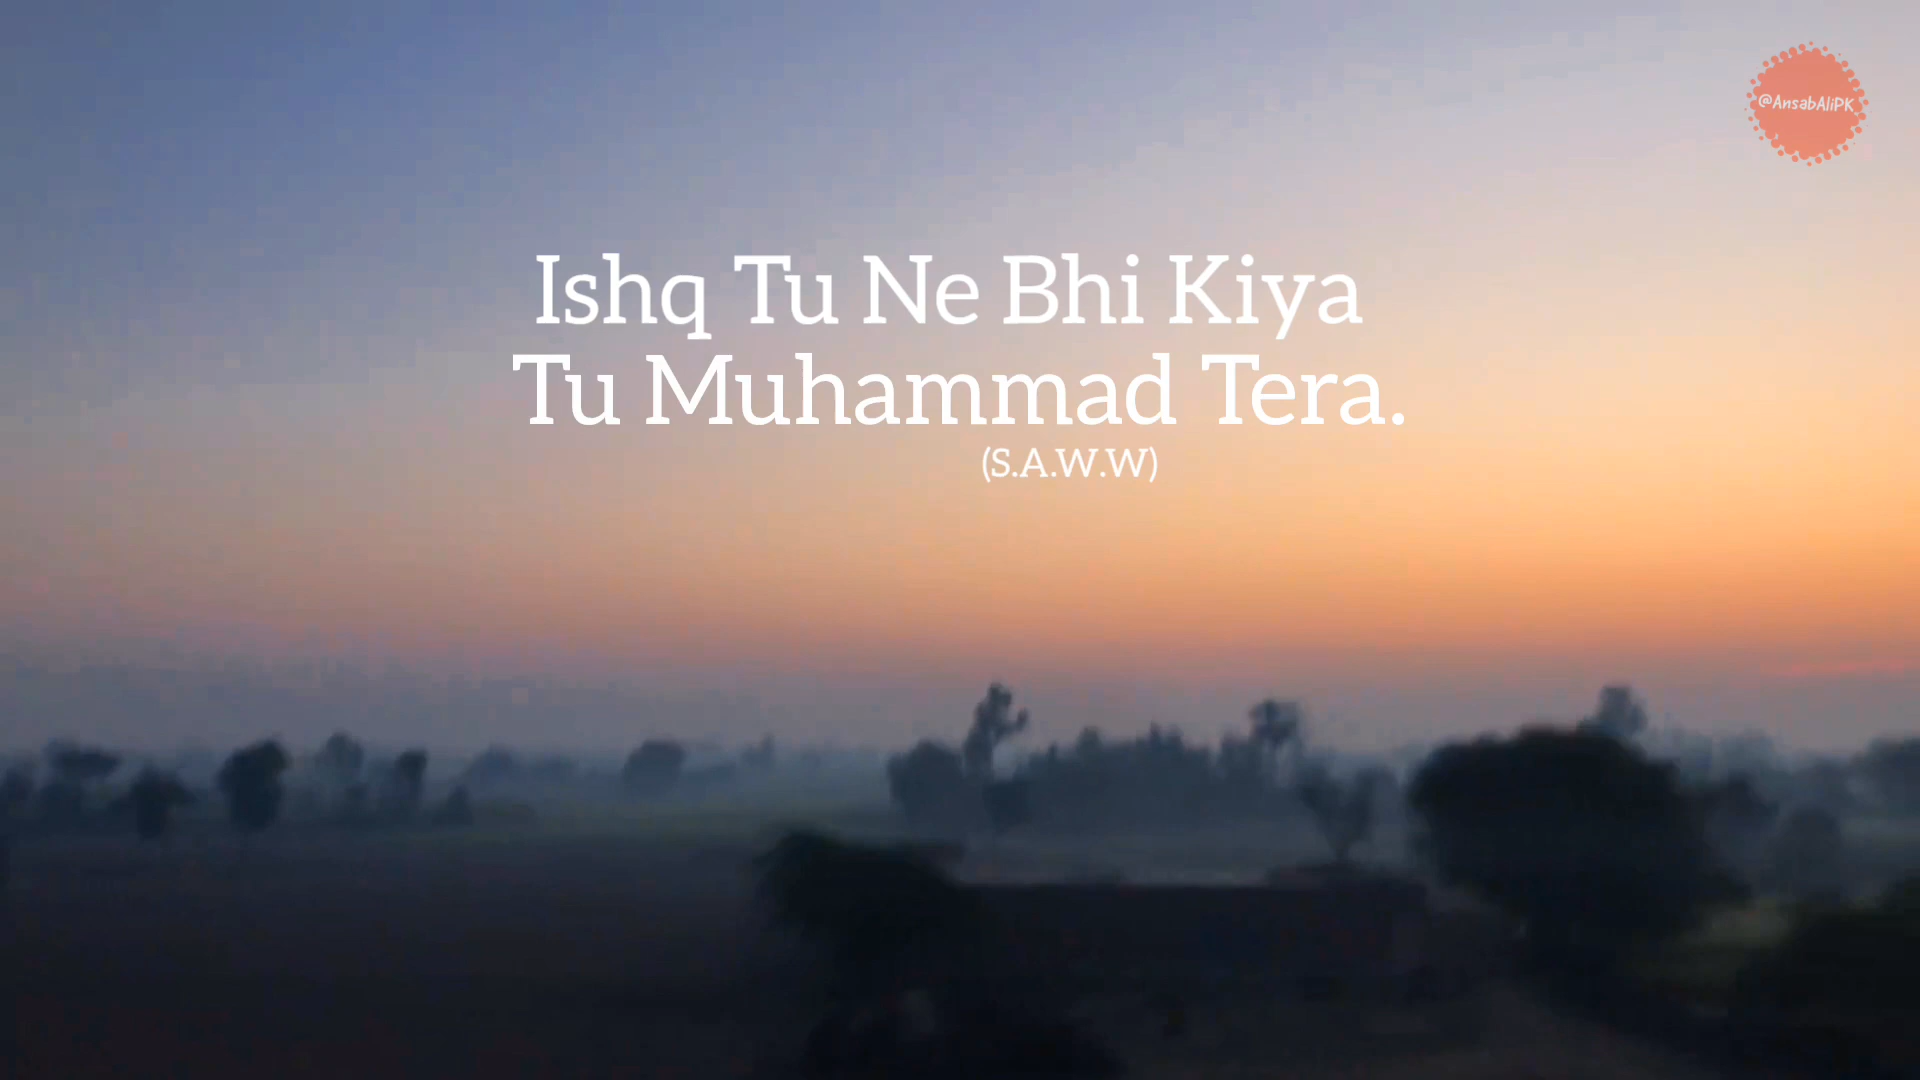 @AnsabAliPK
Ishq Tu Ne Bhi Kiya
Tu Muhammad Tera.
(S.A.W.W)